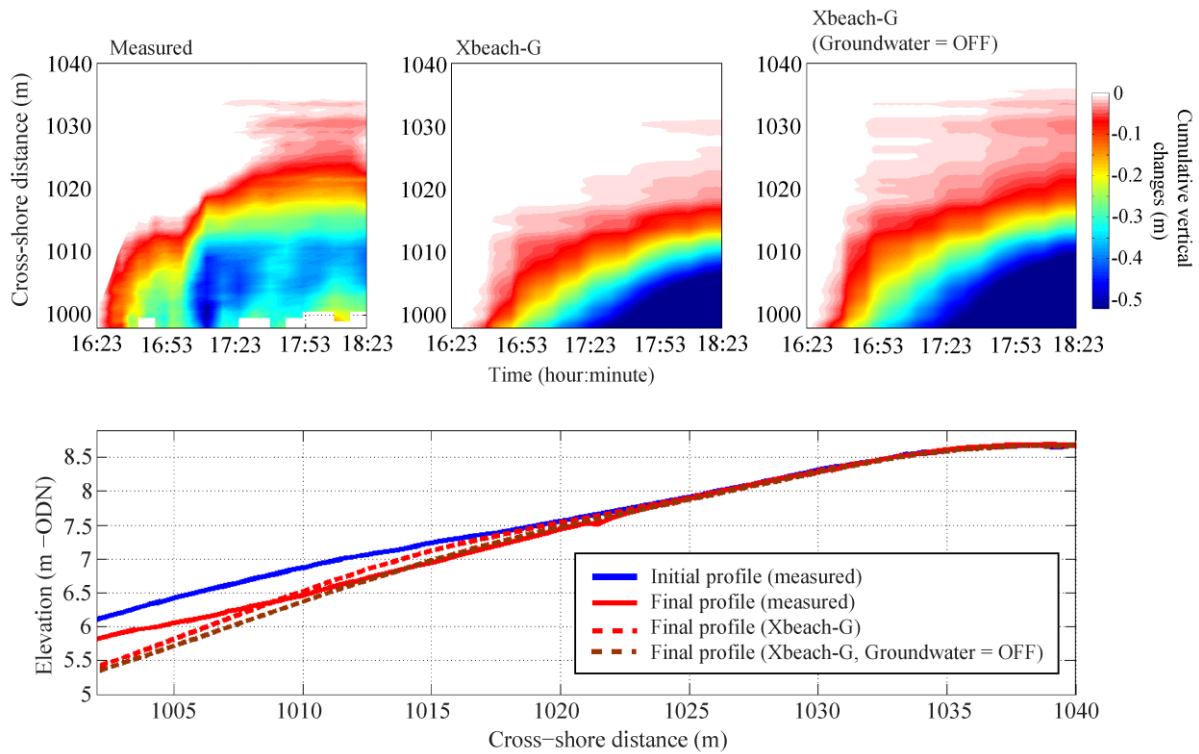 Measured
Xbeach-G
Xbeach-G
(Groundwater = OFF)
1040
1030
1020
1010
1000
Cross-shore distance (m)
16:23 16:53 17:23 17:53 18:23
1040
1030
1020
1010
1000
16:23 16:53 17:23 17:53 18:23
1040
1030
1020
1010
1000
16:23 16:53 17:23 17:53 18:23
Time (hour:minute)
0
-0.1
-0.2
-0.3
-0.4
-0.5
Cumulative vertical
changes (m)
8.5
8
7.5
7
6.5
6
5.5
5
Elevation (m −ODN)
Initial profile (measured)
Final profile (measured)
Final profile (Xbeach-G)
Final profile (Xbeach-G, Groundwater = OFF)
1005 1010 1015 1020 1025 1030 1035 1040
Cross−shore distance (m)